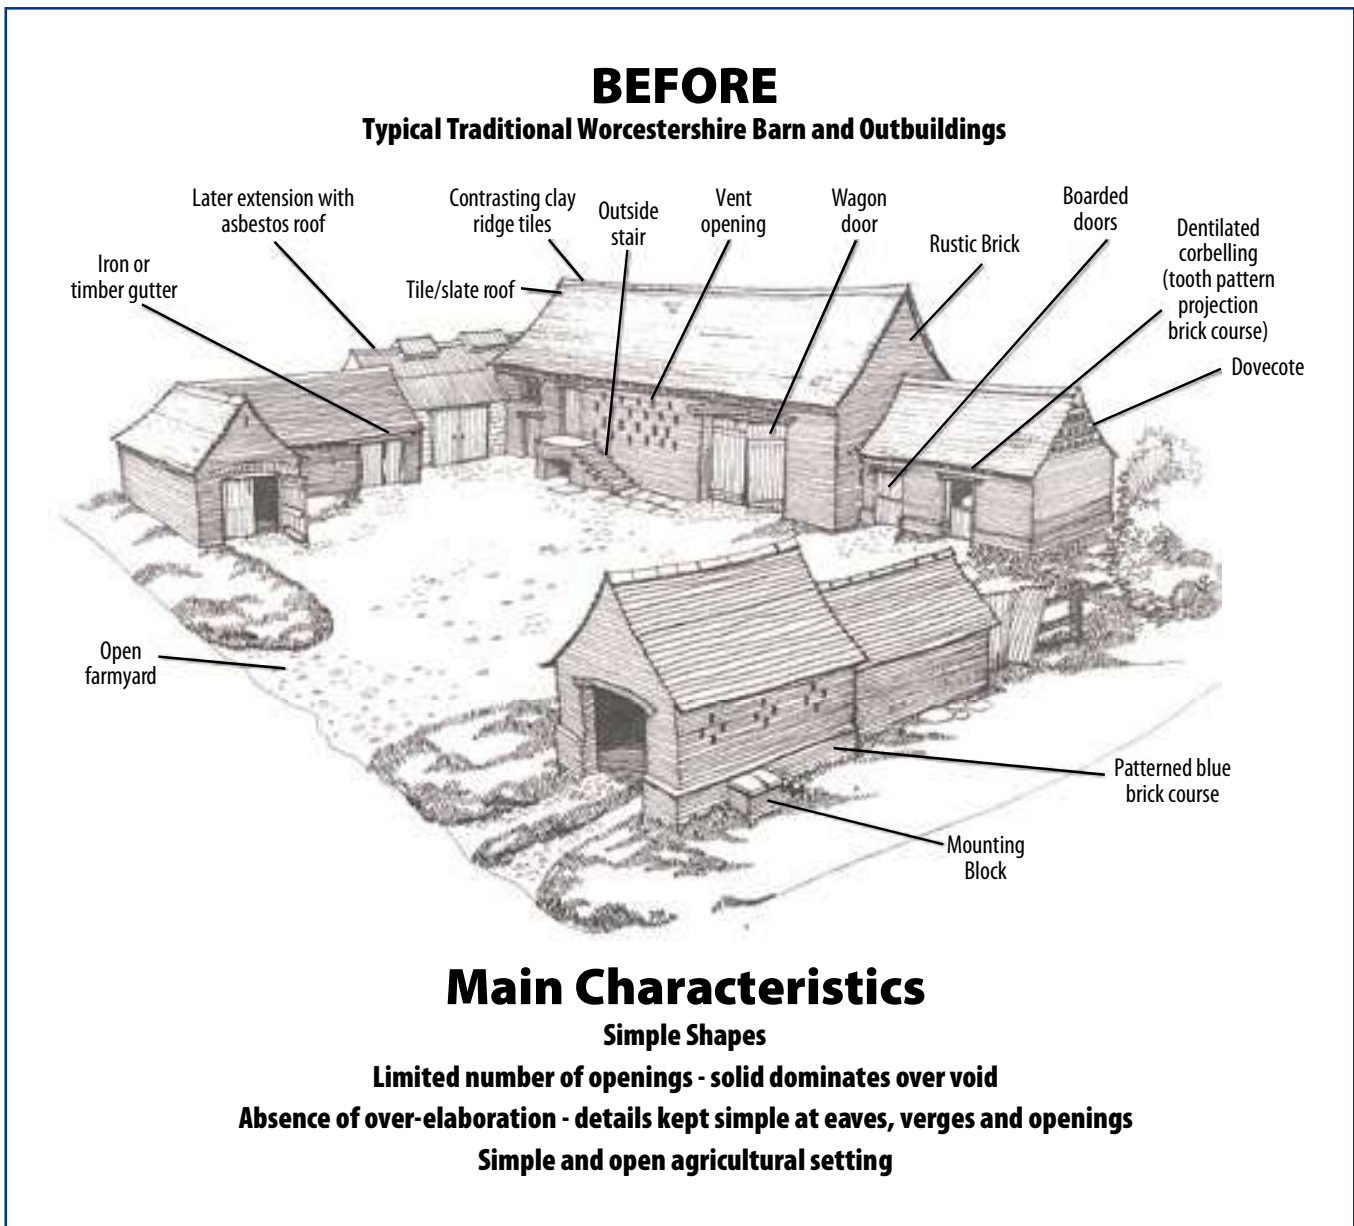 BEFORE
Typical Traditional Worcestershire Barn and Outbuildings
Later extension with
asbestos roof
Contrasting clay
ridge tiles
Outside
stair
Vent
opening
Wagon
door
Boarded
doors
Rustic Brick
Dentilated
corbelling
(tooth pattern
projection
brick course)
Iron or
timber gutter
Tile/slate roof
Dovecote
Open
farmyard
Patterned blue
brick course
Mounting
Block
Main Characteristics
Simple Shapes
Limited number of openings - solid dominates over void
Absence of over-elaboration - details kept simple at eaves, verges and openings
Simple and open agricultural setting